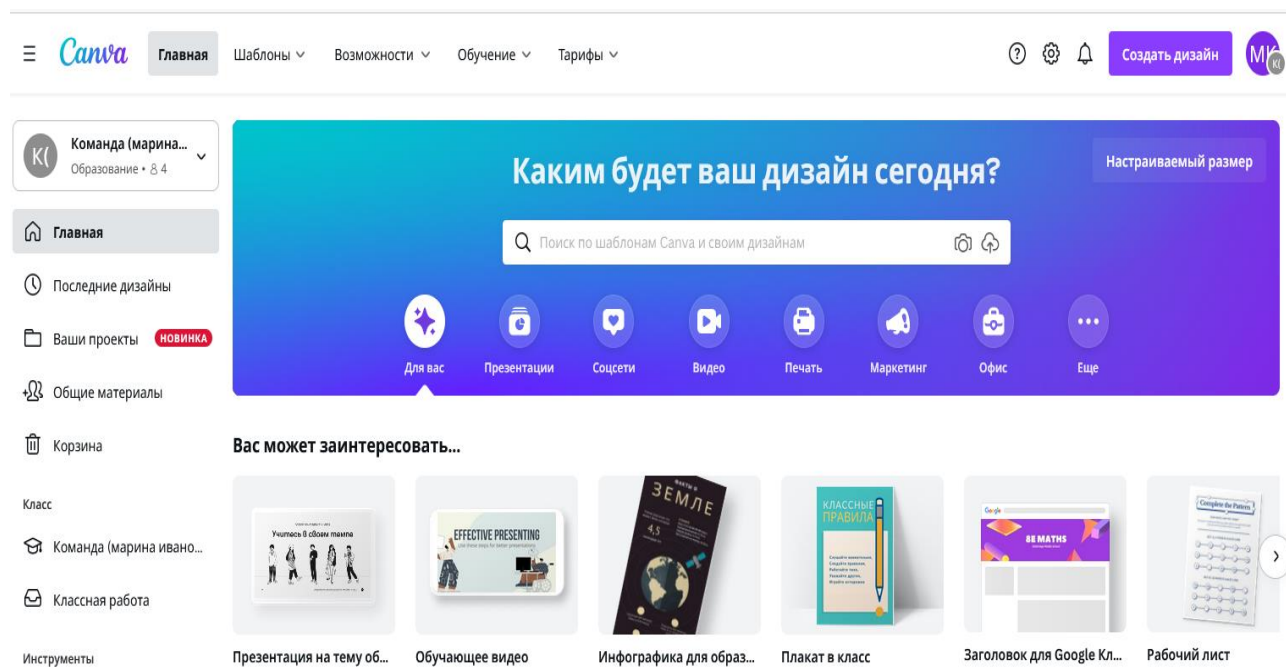 Canva
Главная
Шаблоны
Возможности
Обучение
Тарифы
Создать дизайн
МК
К(
К(
Команда (марина...
Образование • 4
Главная
Последние дизайны
Ваши проекты НОВИНКА
Общие материалы
Корзина
Класс
Команда (марина ивано...
Классная работа
Инструменты
Каким будет ваш дизайн сегодня?
Настраиваемый размер
Поиск по шаблонам Canva и своим дизайнам
Для вас
Презентации
Соцсети
Видео
Печать
Маркетинг
Офис
Еще
Вас может заинтересовать...
Учитесь в своем темпе
Презентация на тему об...
EFFECTIVE PRESENTING
Обучающее видео
ФАКТЫ О
ЗЕМЛЕ
4,5
Инфографика для образ...
КЛАССНЫЕ
ПРАВИЛА
Плакат в класс
Google
8E MATHS
Заголовок для Google Кл...
Complete the Pattern
Рабочий лист